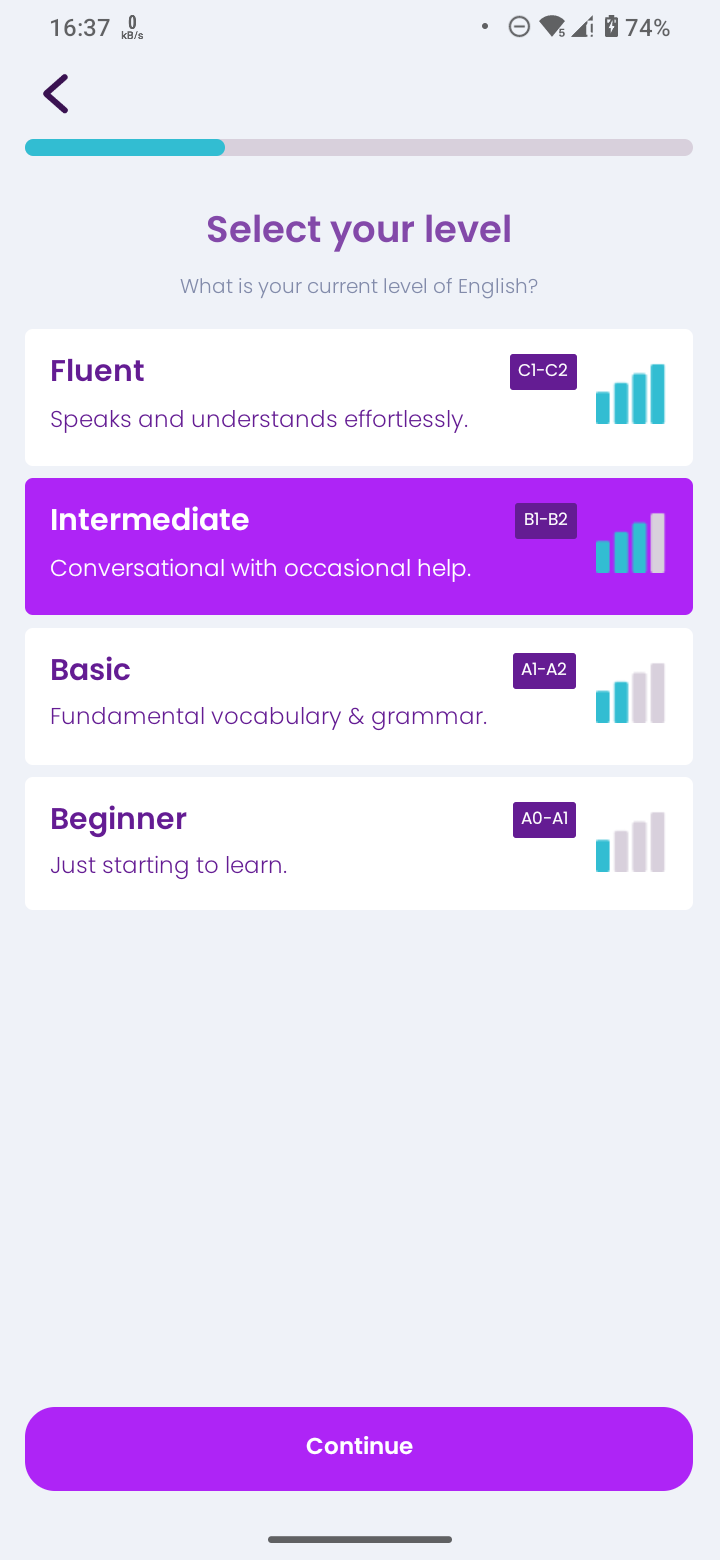 16:37 0 kB/s 5 74%
Select your level
What is your current level of English?
Fluent C1-C2
Speaks and understands effortlessly.
Intermediate B1-B2
Conversational with occasional help.
Basic A1-A2
Fundamental vocabulary & grammar.
Beginner A0-A1
Just starting to learn.
Continue